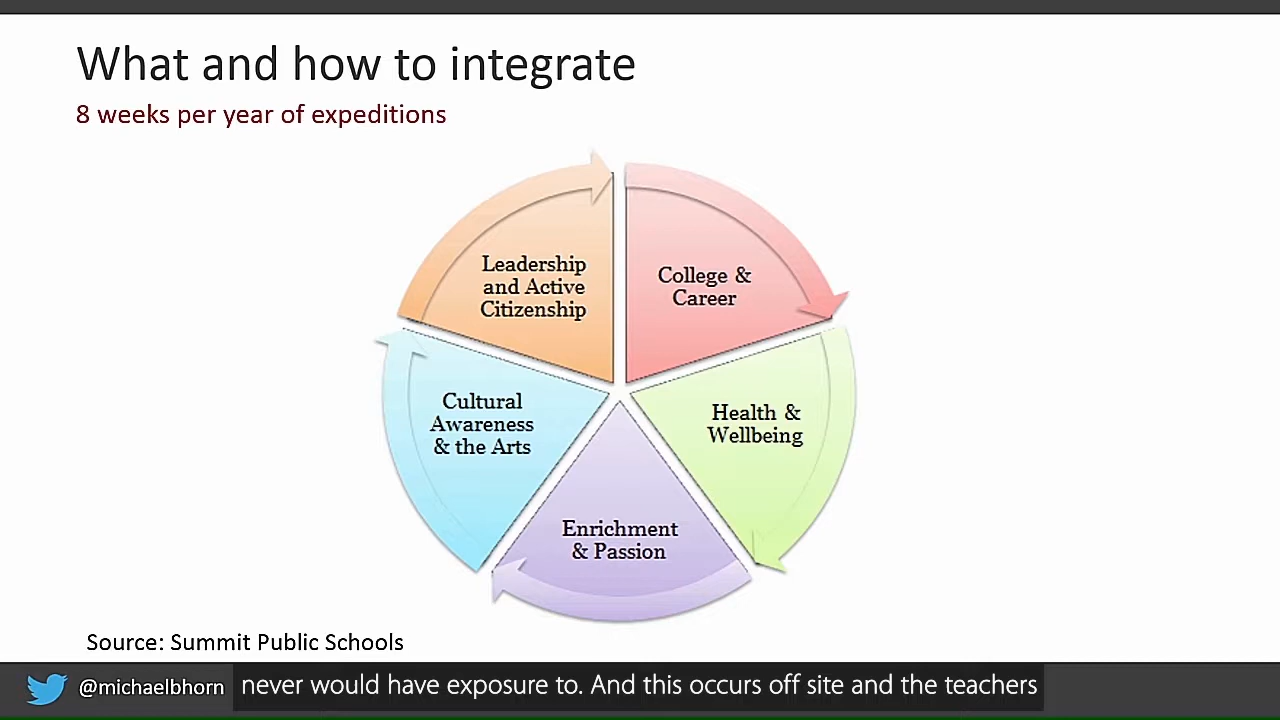 What and how to integrate
8 weeks per year of expeditions
Leadership
and Active
Citizenship
College &
Career
Cultural
Awareness
& the Arts
Health &
Wellbeing
Enrichment
& Passion
Source: Summit Public Schools
@michaelbhorn
never would have exposure to. And this occurs off site and the teachers